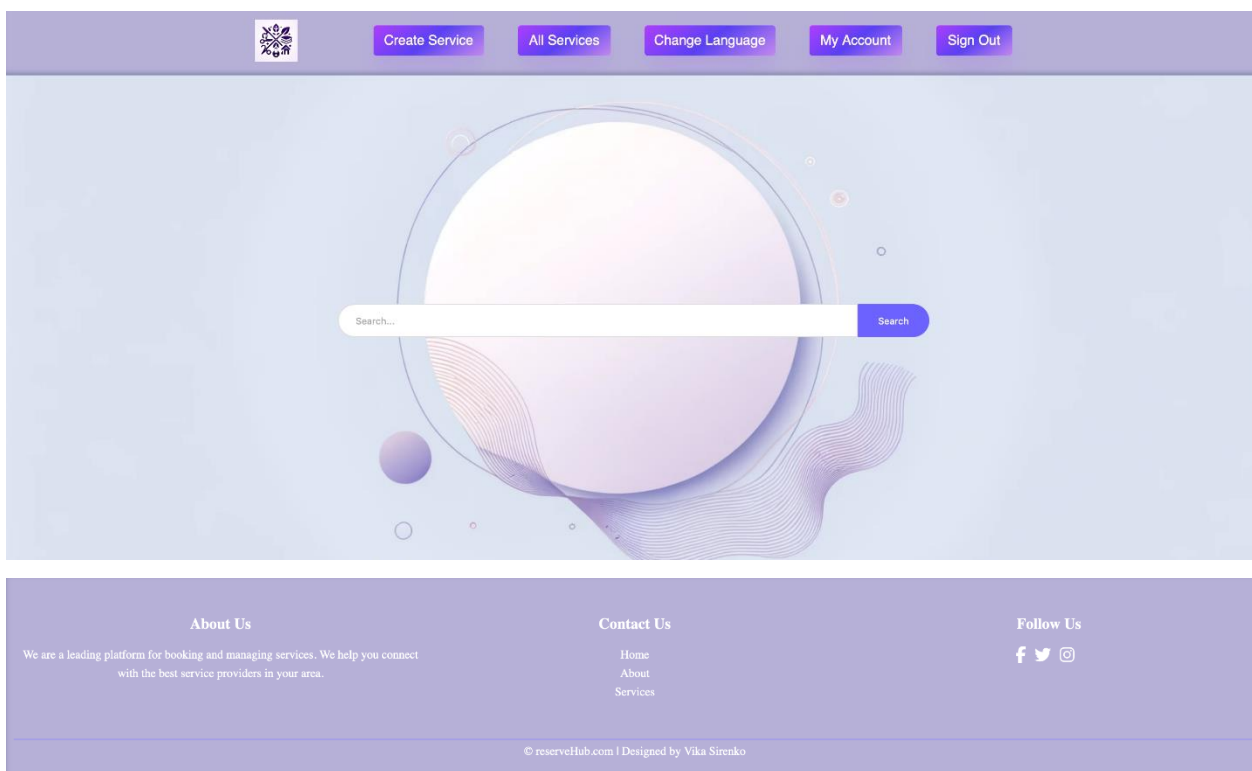 Create Service
All Services
Change Language
My Account
Sign Out
Search...
Search
About Us
We are a leading platform for booking and managing services. We help you connect
with the best service providers in your area.
Contact Us
Home
About
Services
Follow Us
© reserveHub.com | Designed by Vika Sirenko